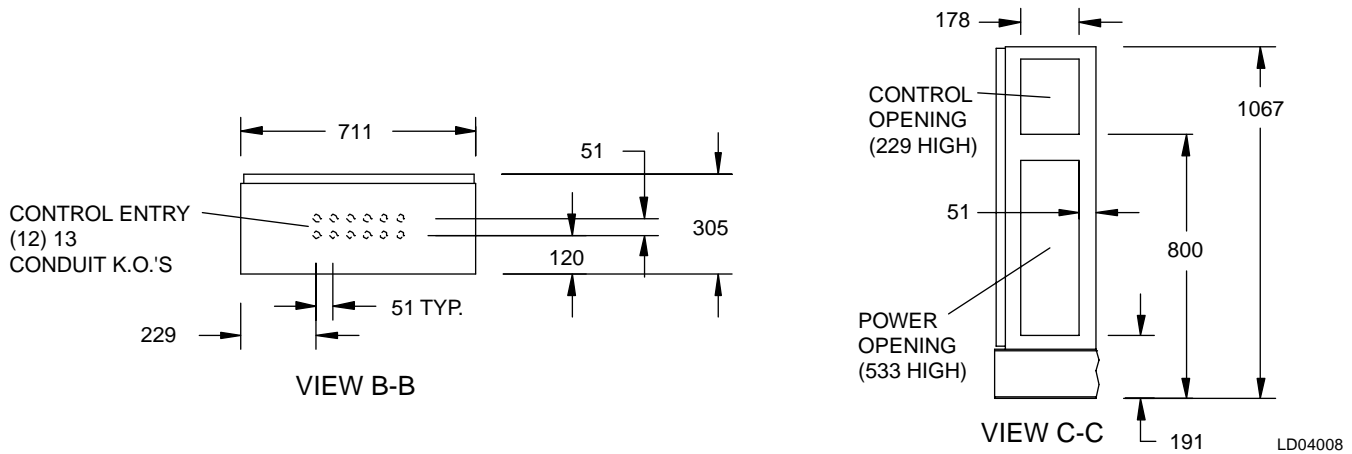 711
51
CONTROL ENTRY
(12) 13
CONDUIT K.O.'S
305
120
51 TYP.
229
VIEW B-B
178
CONTROL
OPENING
(229 HIGH)
1067
51
800
POWER
OPENING
(533 HIGH)
191
VIEW C-C
LD04008